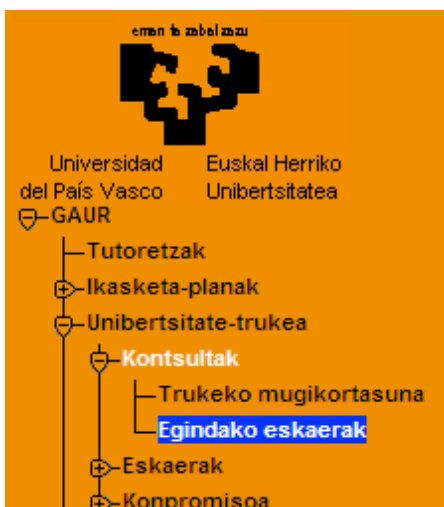 eman ta zabal zazu
Universidad Euskal Herriko
del País Vasco Unibertsitatea
GAUR
Tutoretzak
Ikasketa-planak
Unibertsitate-trukea
Kontsultak
Trukeko mugikortasuna
Egindako eskaerak
Eskaerak
Konpromisoa